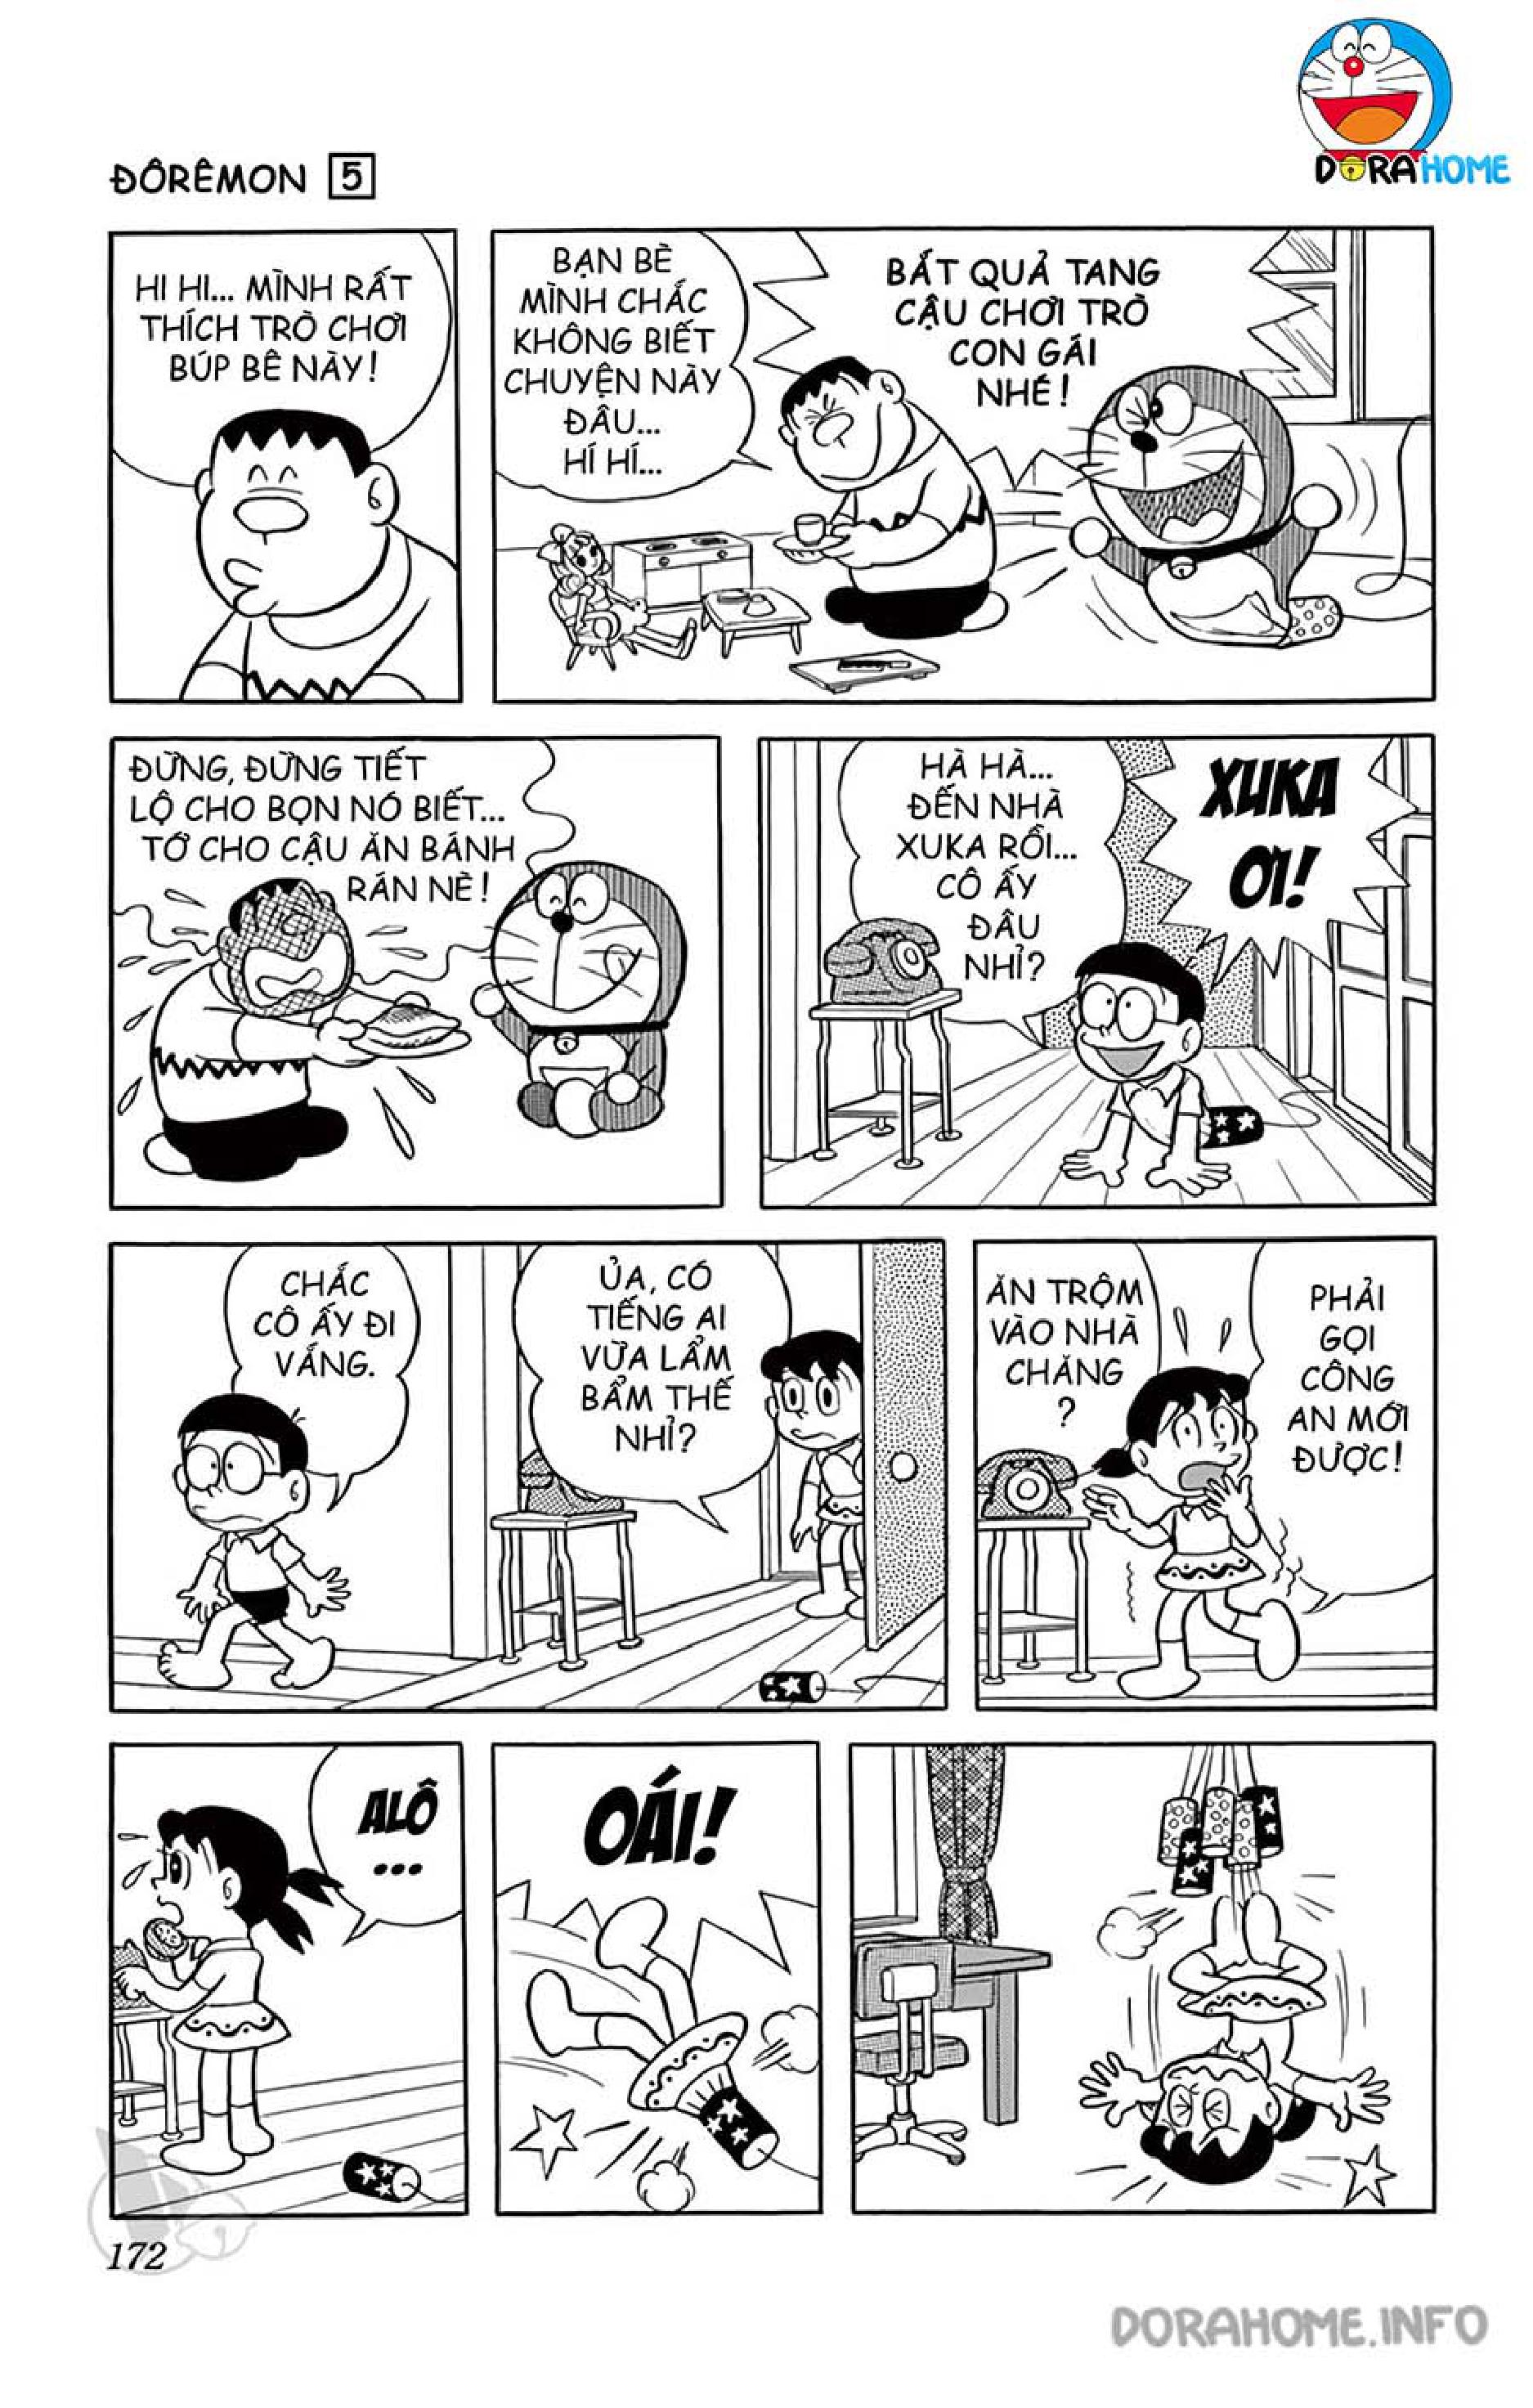 DORAHOME
ĐÔRÊMON 5
HI HI... MÌNH RẤT
THÍCH TRÒ CHƠI
BÚP BÊ NÀY!
BẠN BÈ
MÌNH CHẮC
KHÔNG BIẾT
CHUYỆN NÀY
ĐÂU...
HÍ HÍ...
BẮT QUẢ TANG
CẬU CHƠI TRÒ
CON GÁI
NHÉ!
ĐỪNG, ĐỪNG TIẾT
LỘ CHO BỌN NÓ BIẾT...
TỚ CHO CẬU ĂN BÁNH
RÁN NÈ!
HÀ HÀ...
ĐẾN NHÀ
XUKA RỒI...
CÔ ẤY
ĐÂU
NHỈ?
XUKA
ƠI!
CHẮC
CÔ ẤY ĐI
VẮNG.
ỦA, CÓ
TIẾNG AI
VỪA LẨM
BẨM THẾ
NHỈ?
ĂN TRỘM
VÀO NHÀ
CHĂNG
?
PHẢI
GỌI
CÔNG
AN MỚI
ĐƯỢC!
ALÔ
...
OÁI!
172
DORAHOME.INFO